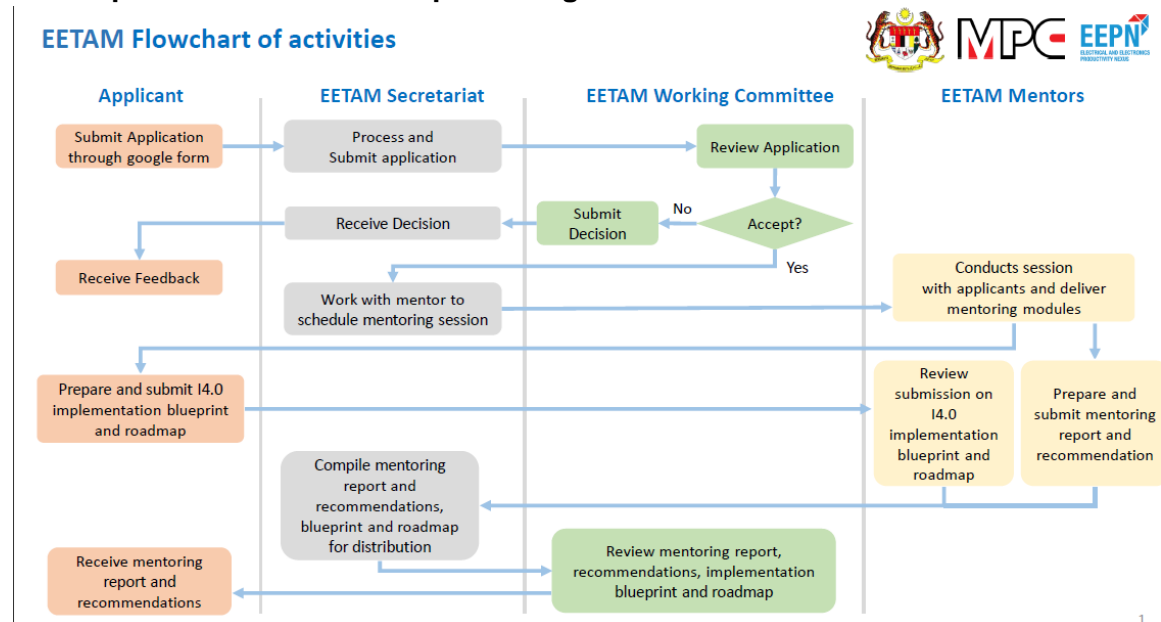 EETAM Flowchart of activities
MPC
EEPN
ELECTRICAL AND ELECTRONICS
PRODUCTIVITY NEXUS
Applicant
EETAM Secretariat
EETAM Working Committee
EETAM Mentors
Submit Application
through google form
Process and
Submit application
Review Application
Accept?
No
Submit
Decision
Receive Decision
Receive Feedback
Yes
Work with mentor to
schedule mentoring session
Conducts session
with applicants and deliver
mentoring modules
Prepare and submit I4.0
implementation blueprint
and roadmap
Review
submission on
I4.0
implementation
blueprint and
roadmap
Prepare and
submit mentoring
report and
recommendation
Compile mentoring
report and
recommendations,
blueprint and roadmap
for distribution
Review mentoring report,
recommendations, implementation
blueprint and roadmap
Receive mentoring
report and
recommendations
1